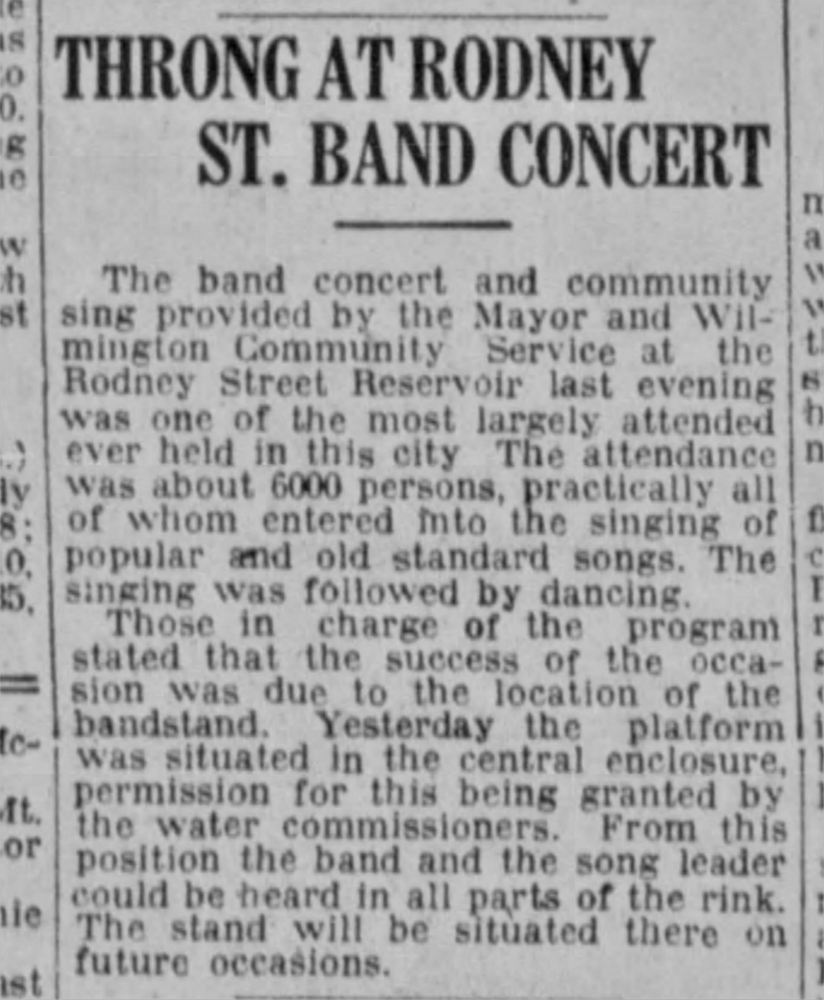 THRONG AT RODNEY
ST. BAND CONCERT
The band concert and community
sing provided by the Mayor and Wil-
mington Community Service at the
Rodney Street Reservoir last evening
was one of the most largely attended
ever held in this city The attendance
was about 6000 persons, practically all
of whom entered into the singing of
popular and old standard songs. The
singing was followed by dancing.
Those in charge of the program
stated that the success of the occa-
sion was due to the location of the
bandstand. Yesterday the platform
was situated in the central enclosure,
permission for this being granted by
the water commissioners. From this
position the band and the song leader
could be heard in all parts of the rink.
The stand will be situated there on
future occasions.